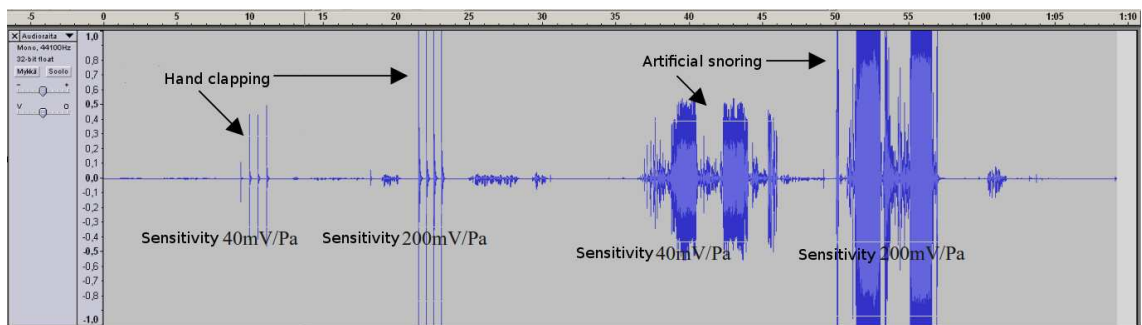 -5 0 5 10 15 20 25 30 35 40 45 50 55 1:00 1:05 1:10
X Audioraita
Mono, 44100Hz
32-bit float
Mykkä Soolo
- +
V O
1,0
0,8
0,7
0,6
0,5
0,4
0,3
0,2
0,1
0,0
-0,1
-0,2
-0,3
-0,4
-0,5
-0,6
-0,7
-0,8
-1,0
Hand clapping
Artificial snoring
Sensitivity 40mV/Pa
Sensitivity 200mV/Pa
Sensitivity 40mV/Pa
Sensitivity 200mV/Pa